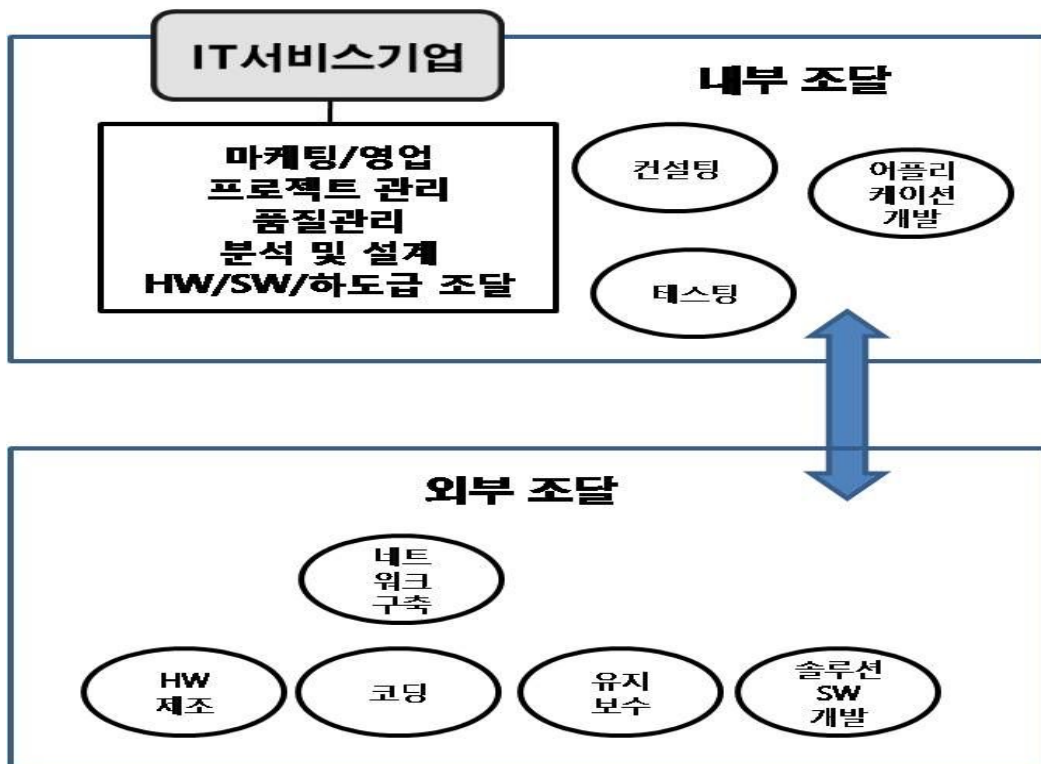 IT서비스기업
내부 조달
마케팅/영업
프로젝트 관리
품질관리
분석 및 설계
HW/SW/하도급 조달
컨설팅
어플리
케이션
개발
테스팅
외부 조달
네트
워크
구축
HW
제조
코딩
유지
보수
솔루션
SW
개발